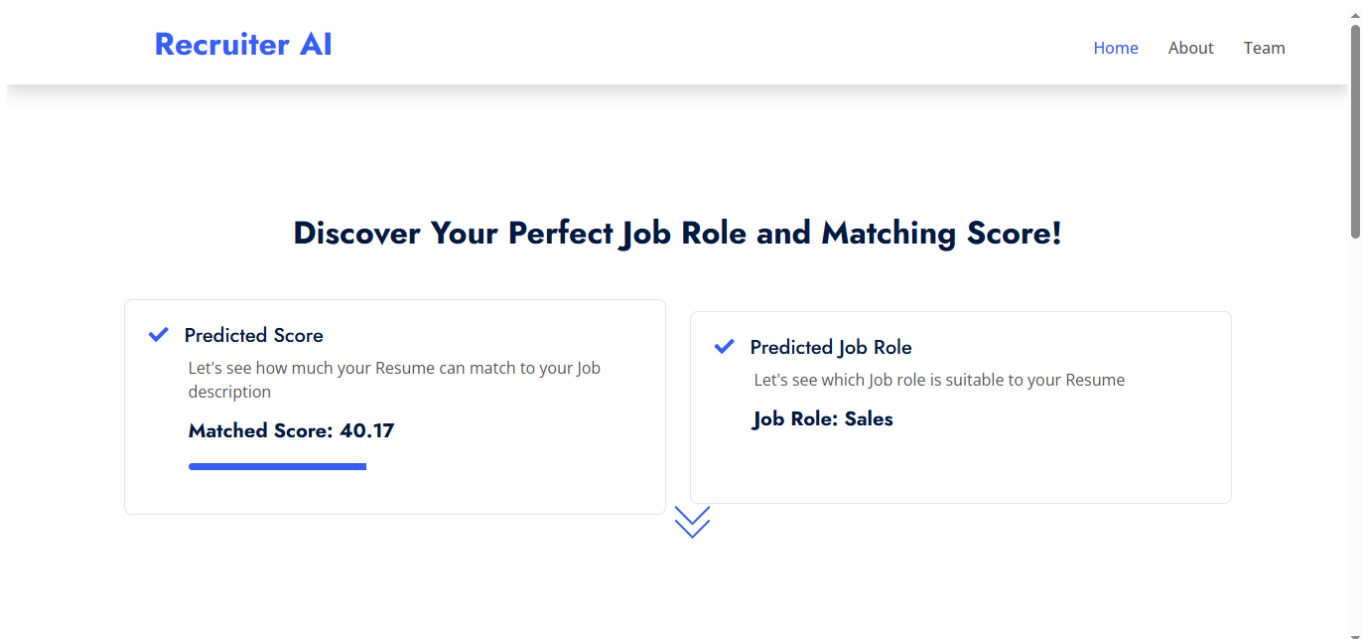 Recruiter AI
Home About Team
Discover Your Perfect Job Role and Matching Score!
Predicted Score
Let's see how much your Resume can match to your Job
description
Matched Score: 40.17
Predicted Job Role
Let's see which Job role is suitable to your Resume
Job Role: Sales